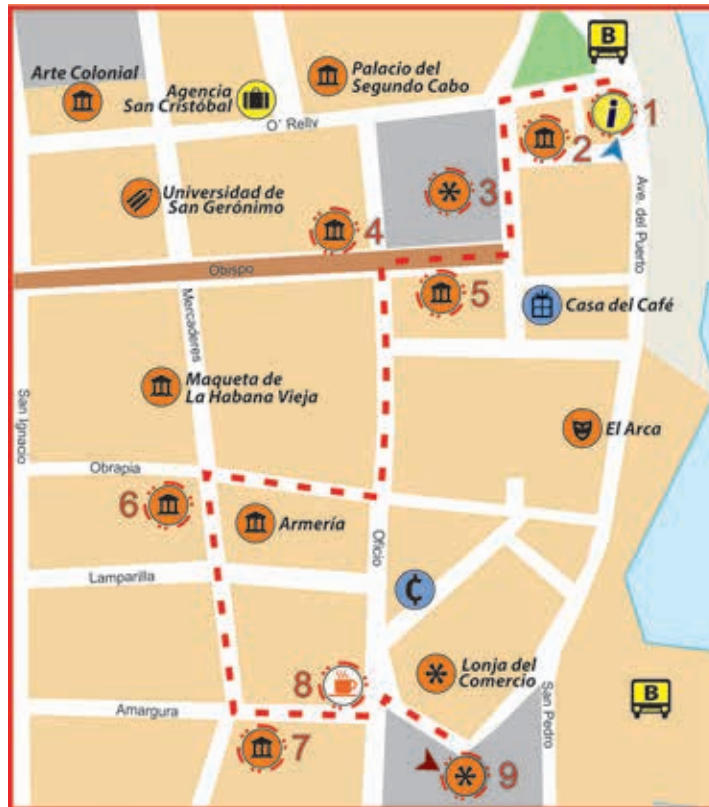 B
Arte Colonial
Palacio del
Segundo Cabo
Agencia
San Cristóbal
i
1
O' Relly
2
3
Ave. del Puerto
Universidad de
San Gerónimo
4
Obispo
5
Casa del Café
Mercaderes
Maqueta de
La Habana Vieja
San Ignacio
El Arca
Obrapia
6
Armería
Oficio
Lamparilla
₵
Lonja del
Comercio
8
San Pedro
B
Amargura
7
9